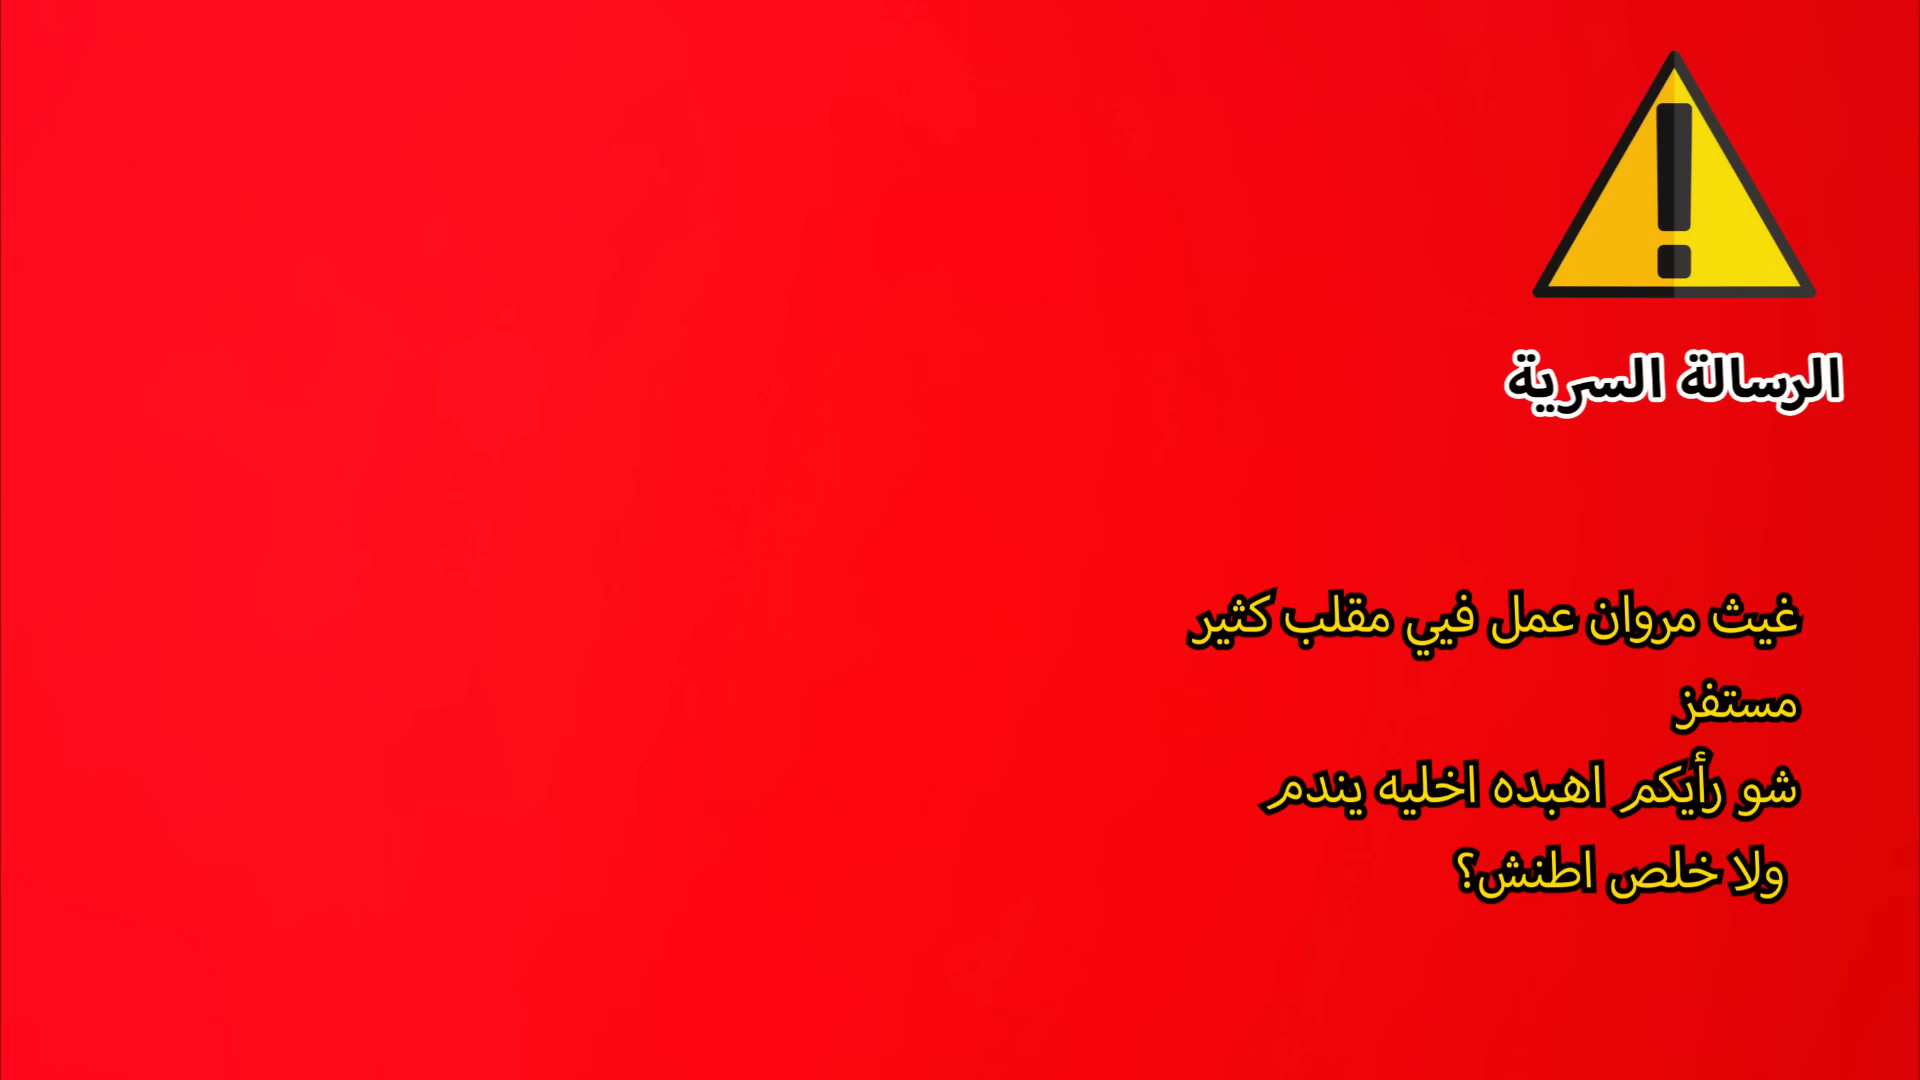 الرسالة السرية
غيث مروان عمل فيي مقلب كثير
مستفز
شو رأيكم اهبده اخليه يندم
ولا خلص اطنش؟